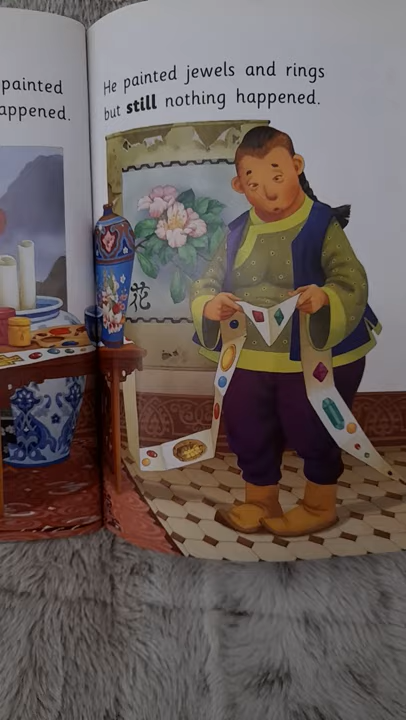 painted
appened.
He painted jewels and rings
but still nothing happened.
花